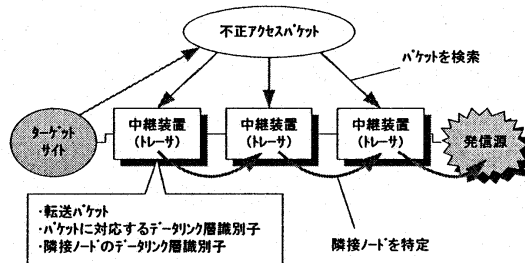 不正アクセスパケット
パケットを検索
ターゲット
サイト
中継装置
(トレーサ)
中継装置
(トレーサ)
中継装置
(トレーサ)
発信源
・転送パケット
・パケットに対応するデータリンク層識別子
・隣接ノードのデータリンク層識別子
隣接ノードを特定